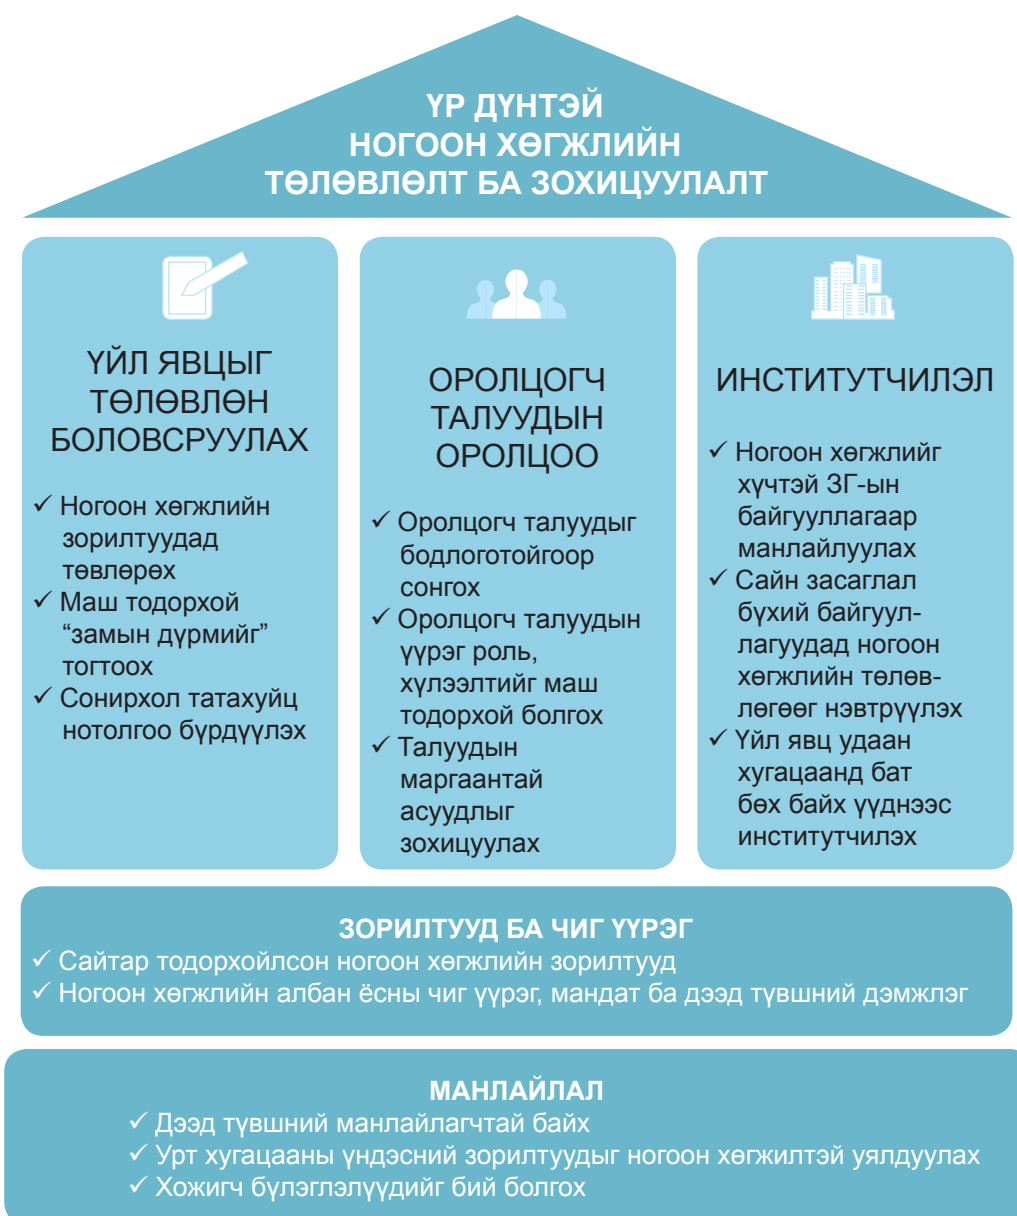 ҮР ДҮНТЭЙ
НОГООН ХӨГЖЛИЙН
ТӨЛӨВЛӨЛТ БА ЗОХИЦУУЛАЛТ
ҮЙЛ ЯВЦЫГ
ТӨЛӨВЛӨН
БОЛОВСРУУЛАХ
✓ Ногоон хөгжлийн
зорилтуудад
төвлөрөх
✓ Маш тодорхой
“замын дүрмийг”
тогтоох
✓ Сонирхол татахуйц
нотолгоо бүрдүүлэх
ОРОЛЦОГЧ
ТАЛУУДЫН
ОРОЛЦОО
✓ Оролцогч талуудыг
бодлоготойгоор
сонгох
✓ Оролцогч талуудын
үүрэг роль,
хүлээлтийг маш
тодорхой болгох
✓ Талуудын
маргаантай
асуудлыг
зохицуулах
ИНСТИТУТЧИЛЭЛ
✓ Ногоон хөгжлийг
хүчтэй ЗГ-ын
байгууллагаар
манлайлуулах
✓ Сайн засаглал
бүхий байгуул-
лагуудад ногоон
хөгжлийн төлөв-
лөгөөг нэвтрүүлэх
✓ Үйл явц удаан
хугацаанд бат
бөх байх үүднээс
институтчилэх
ЗОРИЛТУУД БА ЧИГ ҮҮРЭГ
✓ Сайтар тодорхойлсон ногоон хөгжлийн зорилтууд
✓ Ногоон хөгжлийн албан ёсны чиг үүрэг, мандат ба дээд түвшний дэмжлэг
МАНЛАЙЛАЛ
✓ Дээд түвшний манлайлагчтай байх
✓ Урт хугацааны үндэсний зорилтуудыг ногоон хөгжилтэй уялдуулах
✓ Хожигч бүлэглэлүүдийг бий болгох